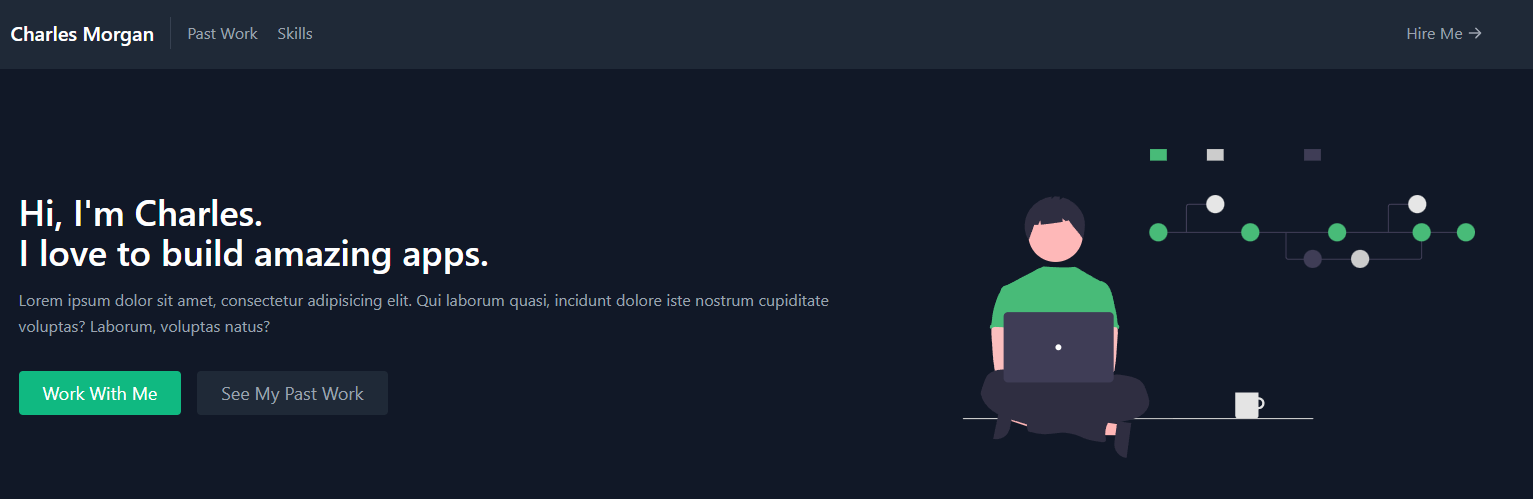 Charles Morgan
Past Work
Skills
Hire Me →
Hi, I'm Charles.
I love to build amazing apps.
Lorem ipsum dolor sit amet, consectetur adipisicing elit. Qui laborum quasi, incidunt dolore iste nostrum cupiditate
voluptas? Laborum, voluptas natus?
Work With Me
See My Past Work